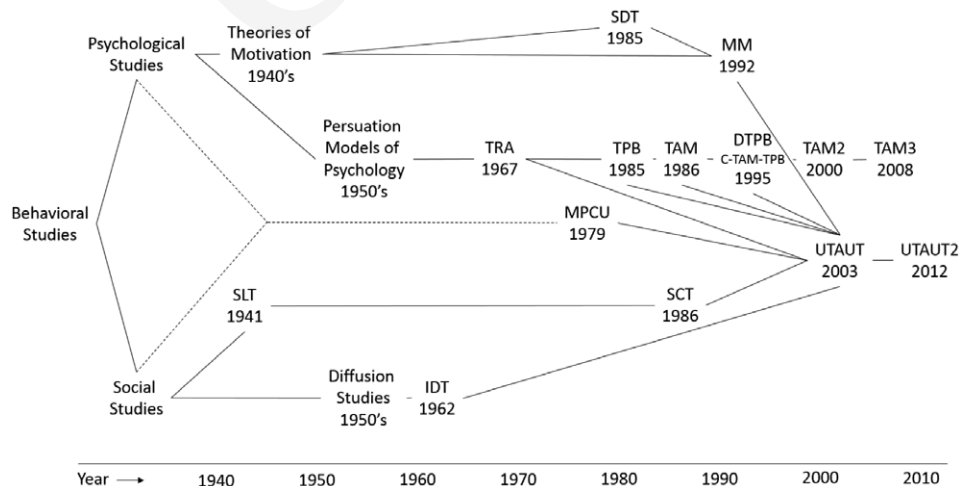 SDT
1985
Psychological
Studies
Theories of
Motivation
1940's
MM
1992
Persuation
Models of
Psychology
1950's
TRA
1967
TPB
1985
TAM
1986
DTPB
C-TAM-TPB
1995
TAM2
2000
TAM3
2008
Behavioral
Studies
MPCU
1979
UTAUT
2003
UTAUT2
2012
SLT
1941
SCT
1986
Social
Studies
Diffusion
Studies
1950's
IDT
1962
Year 1940 1950 1960 1970 1980 1990 2000 2010